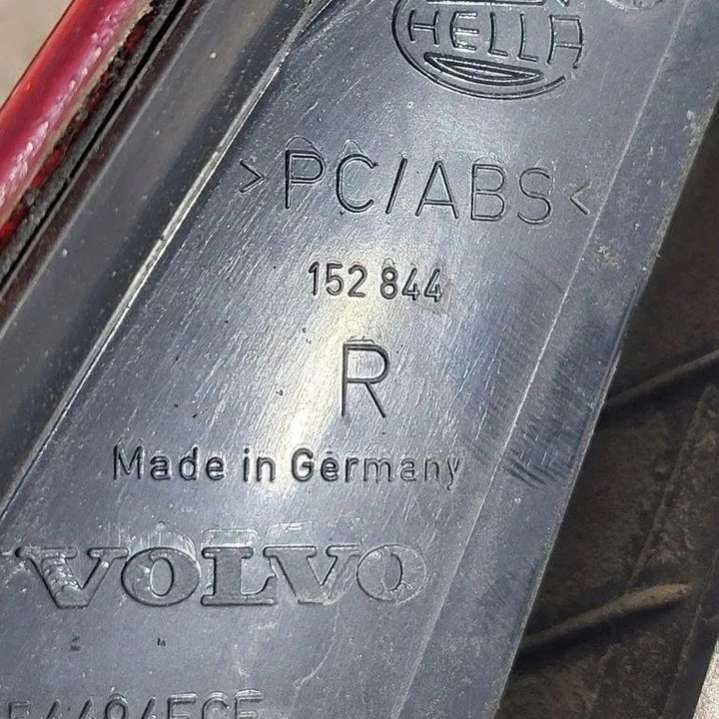 HELLA
>PC/ABS<
152 844
R
Made in Germany
VOLVO